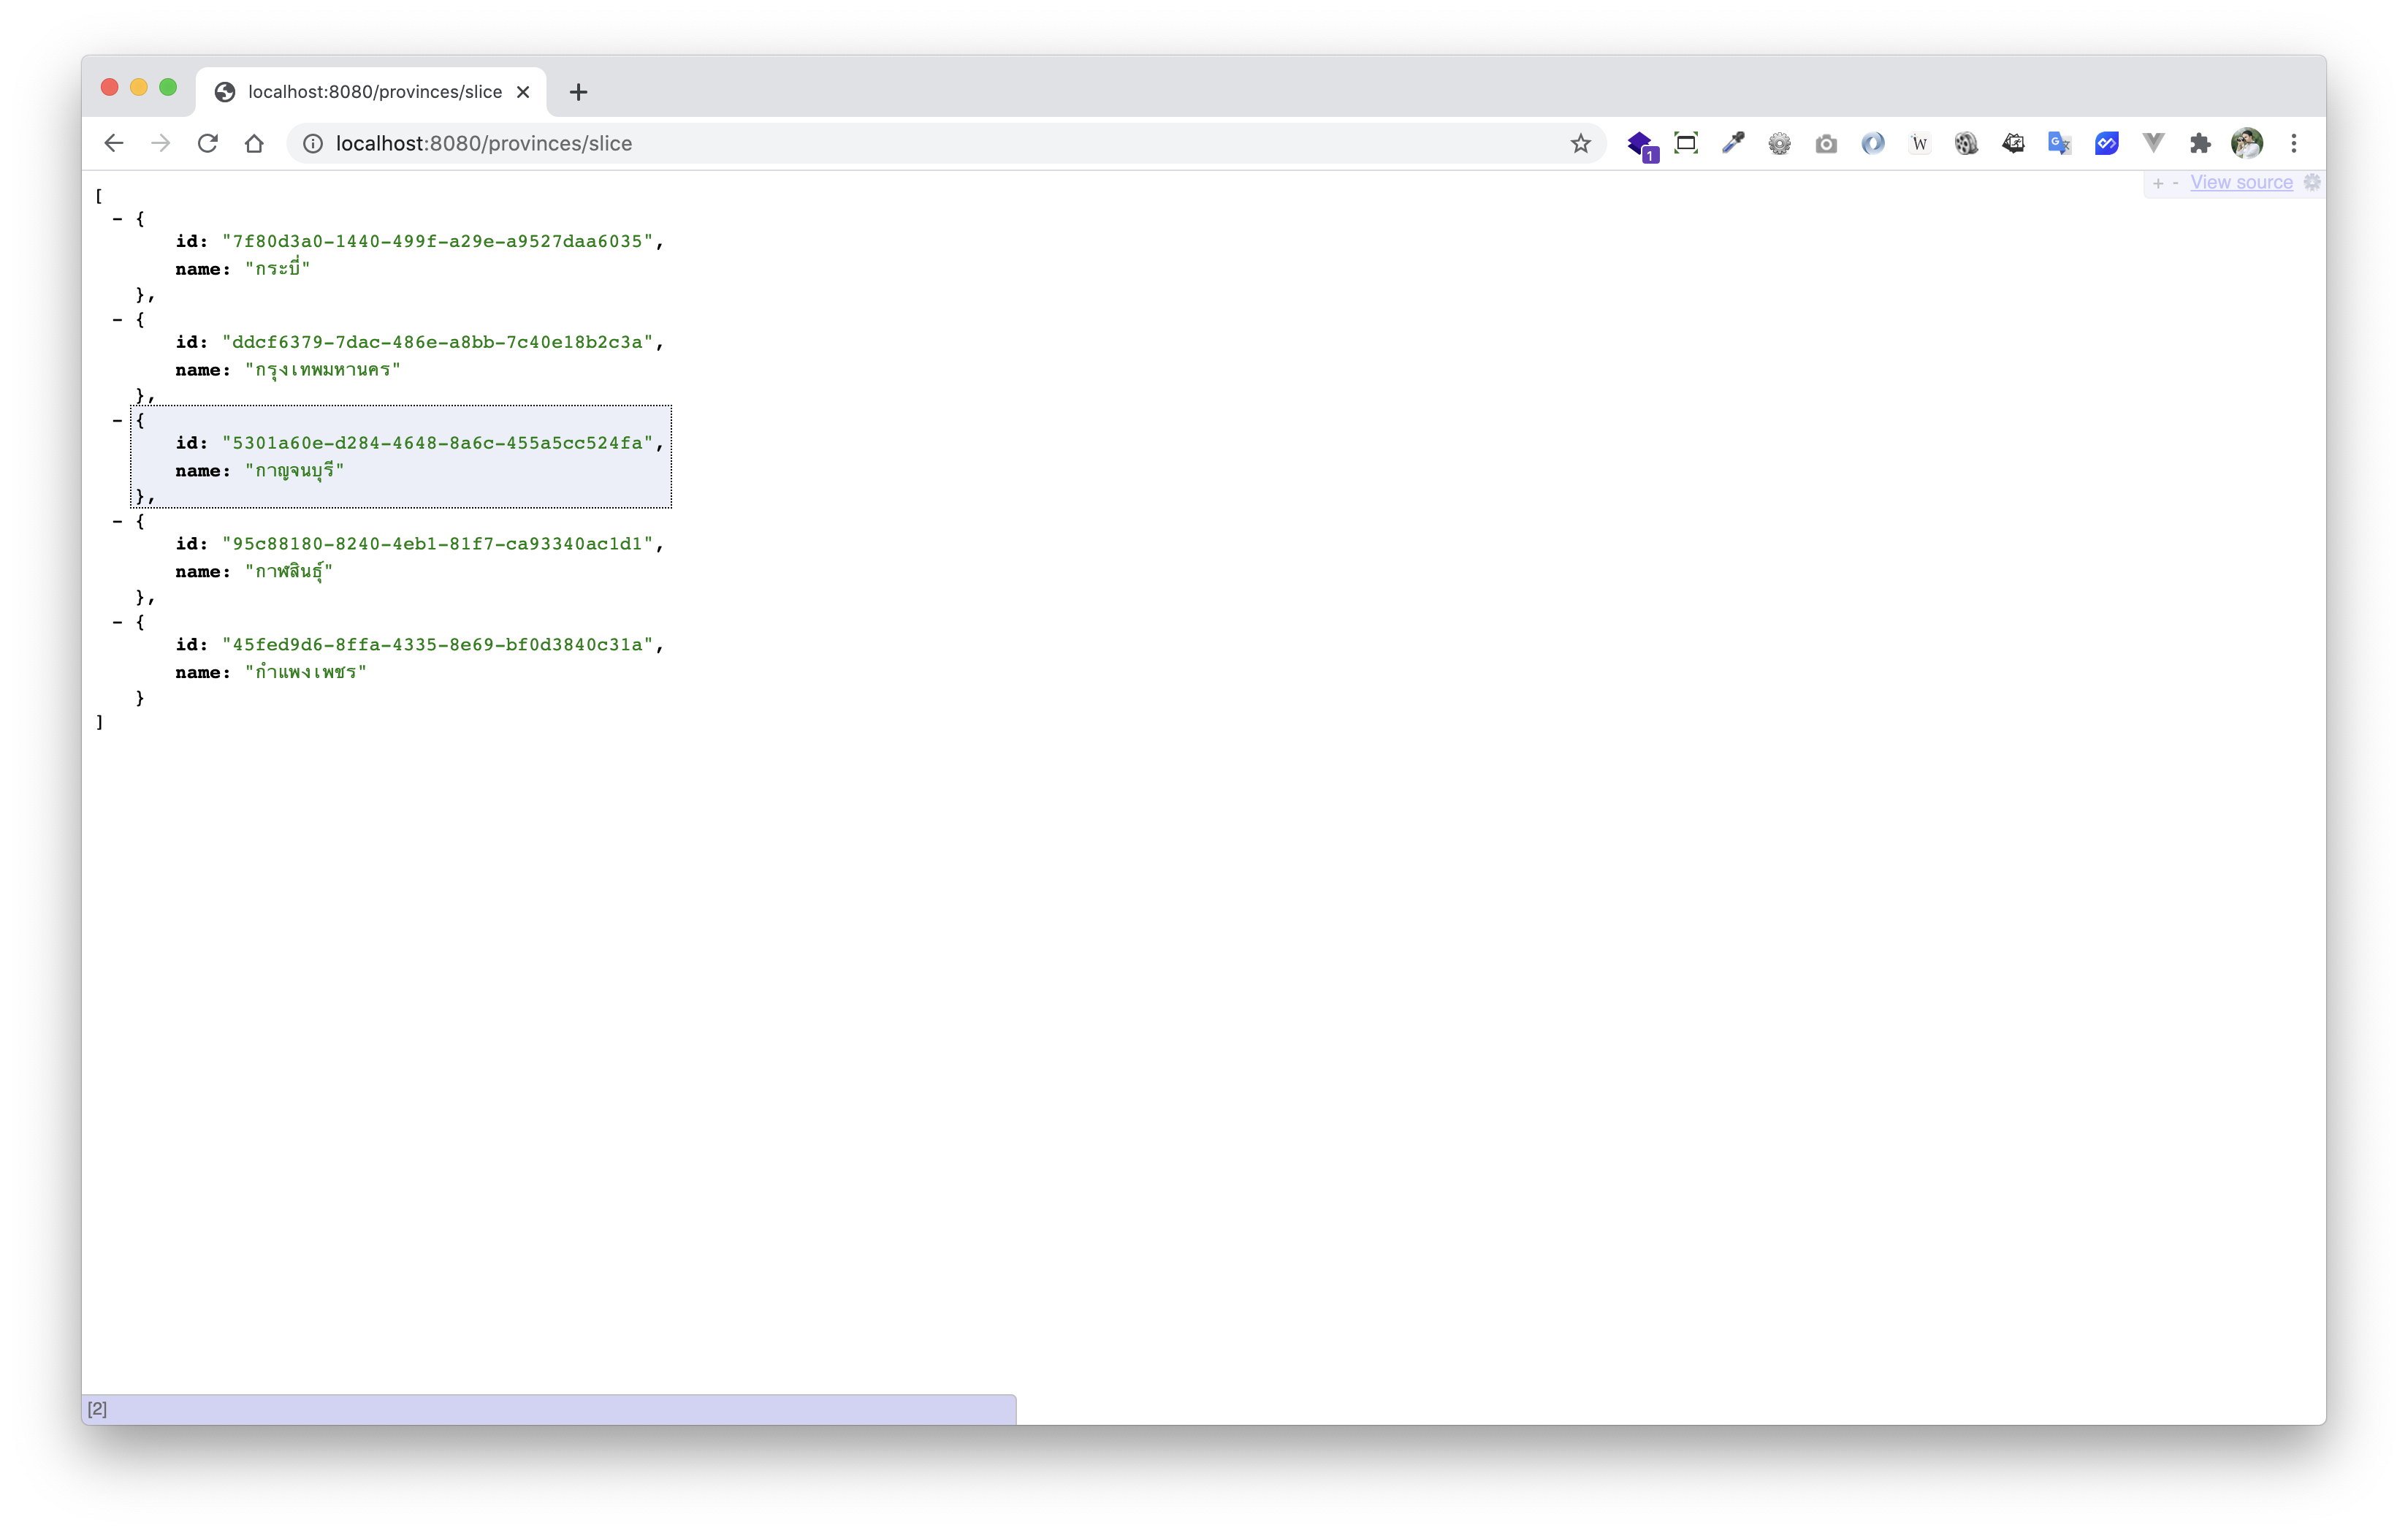 localhost:8080/provinces/slice
localhost:8080/provinces/slice
1
W
+ - View source
[
- {
id: "7f80d3a0-1440-499f-a29e-a9527daa6035",
name: "กระบี่"
},
- {
id: "ddcf6379-7dac-486e-a8bb-7c40e18b2c3a",
name: "กรุงเทพมหานคร"
},
- {
id: "5301a60e-d284-4648-8a6c-455a5cc524fa",
name: "กาญจนบุรี"
},
- {
id: "95c88180-8240-4eb1-81f7-ca93340ac1d1",
name: "กาฬสินธุ์"
},
- {
id: "45fed9d6-8ffa-4335-8e69-bf0d3840c31a",
name: "กำแพงเพชร"
}
]
[2]